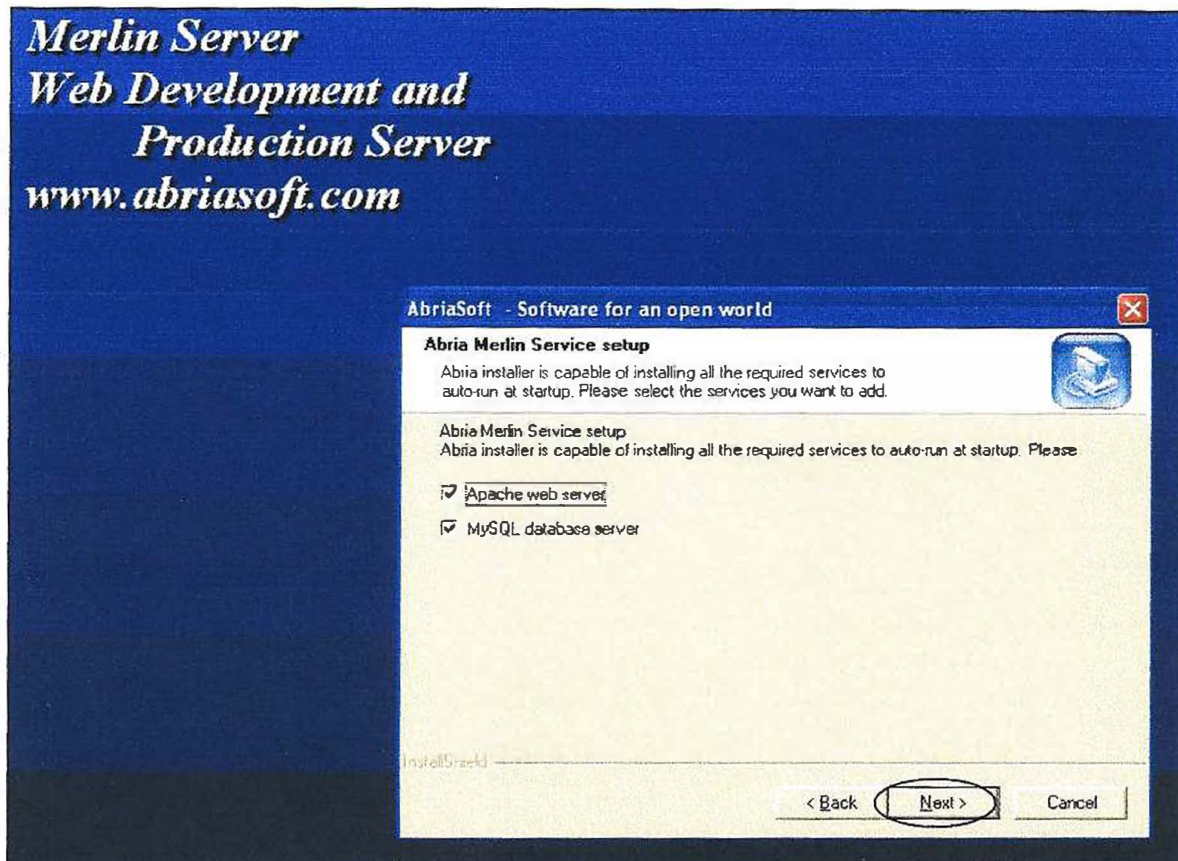 Merlin Server
Web Development and
Production Server
www.abriasoft.com
AbriaSoft - Software for an open world
Abria Merlin Service setup
Abria installer is capable of installing all the required services to
auto-run at startup. Please select the services you want to add.
Abria Merlin Service setup
Abria installer is capable of installing all the required services to auto-run at startup. Please
Apache web server
MySQL database server
InstallShield
< Back Next > Cancel